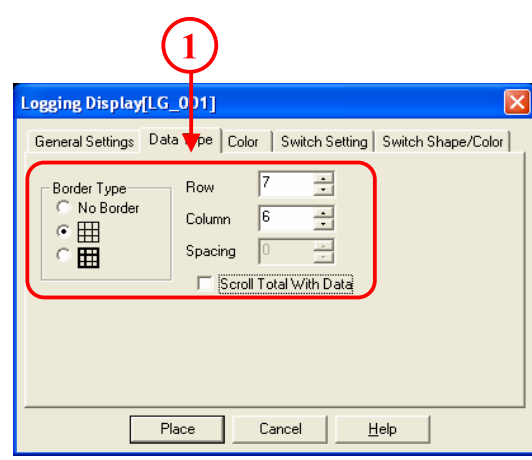 1
Logging Display[LG_001]
General Settings Data Type Color Switch Setting Switch Shape/Color
Border Type
No Border
Row 7
Column 6
Spacing 0
Scroll Total With Data
Place Cancel Help